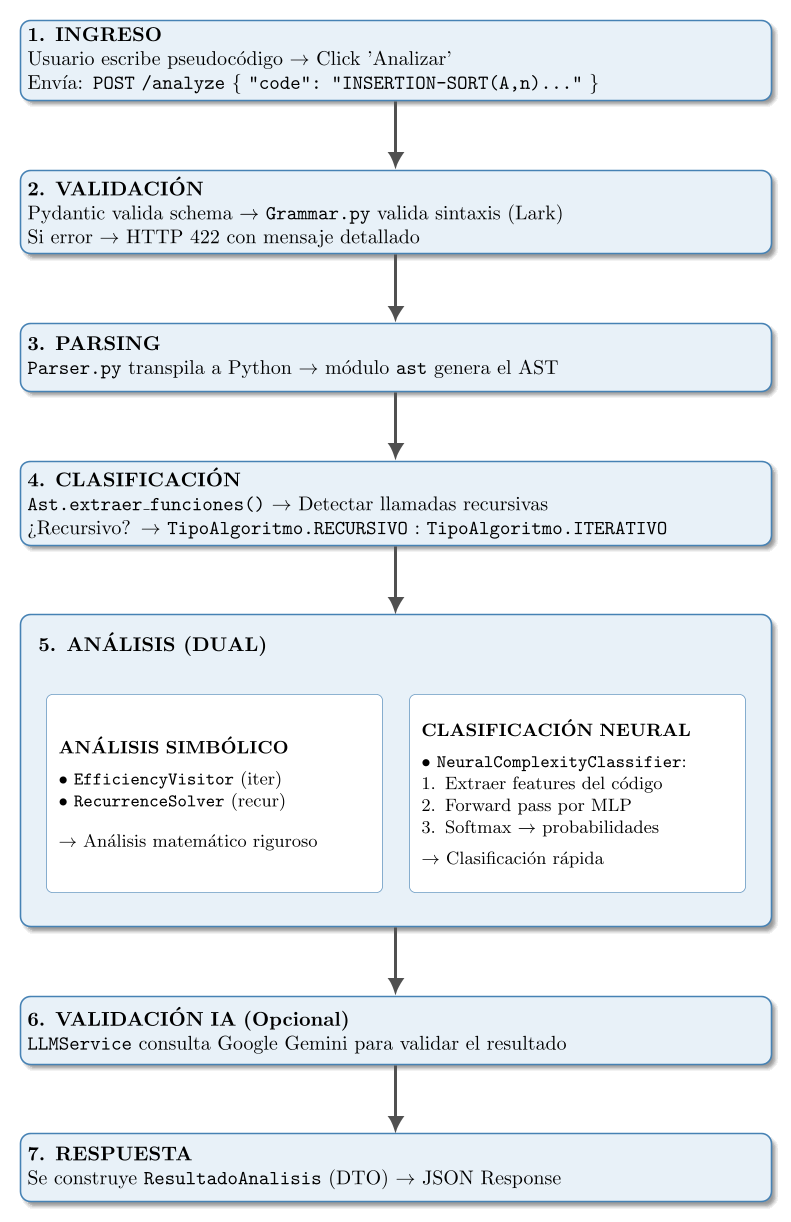 1. INGRESO
Usuario escribe pseudocódigo → Click 'Analizar'
Envía: POST /analyze { "code": "INSERTION-SORT(A,n)..." }
2. VALIDACIÓN
Pydantic valida schema → Grammar.py valida sintaxis (Lark)
Si error → HTTP 422 con mensaje detallado
3. PARSING
Parser.py transpila a Python → módulo ast genera el AST
4. CLASIFICACIÓN
Ast.extraer_funciones() → Detectar llamadas recursivas
¿Recursivo? → TipoAlgoritmo.RECURSIVO : TipoAlgoritmo.ITERATIVO
5. ANÁLISIS (DUAL)
ANÁLISIS SIMBÓLICO
• EfficiencyVisitor (iter)
• RecurrenceSolver (recur)
→ Análisis matemático riguroso
CLASIFICACIÓN NEURAL
• NeuralComplexityClassifier:
1. Extraer features del código
2. Forward pass por MLP
3. Softmax → probabilidades
→ Clasificación rápida
6. VALIDACIÓN IA (Opcional)
LLMService consulta Google Gemini para validar el resultado
7. RESPUESTA
Se construye ResultadoAnalisis (DTO) → JSON Response